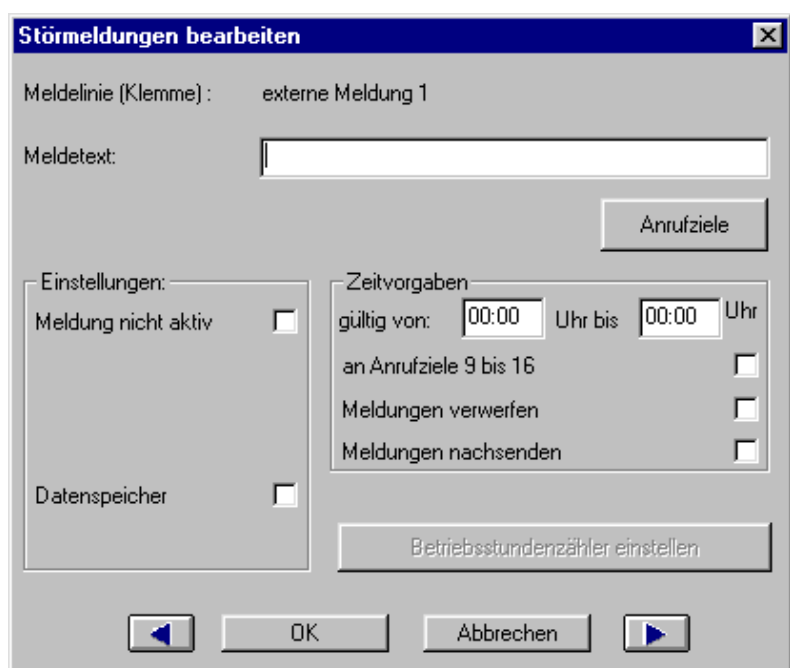 Störmeldungen bearbeiten
Meldelinie (Klemme) : externe Meldung 1
Meldetext:
Anrufziele
Einstellungen:
Meldung nicht aktiv
Datenspeicher
Zeitvorgaben
gültig von: 00:00 Uhr bis 00:00 Uhr
an Anrufziele 9 bis 16
Meldungen verwerfen
Meldungen nachsenden
Betriebsstundenzähler einstellen
OK Abbrechen